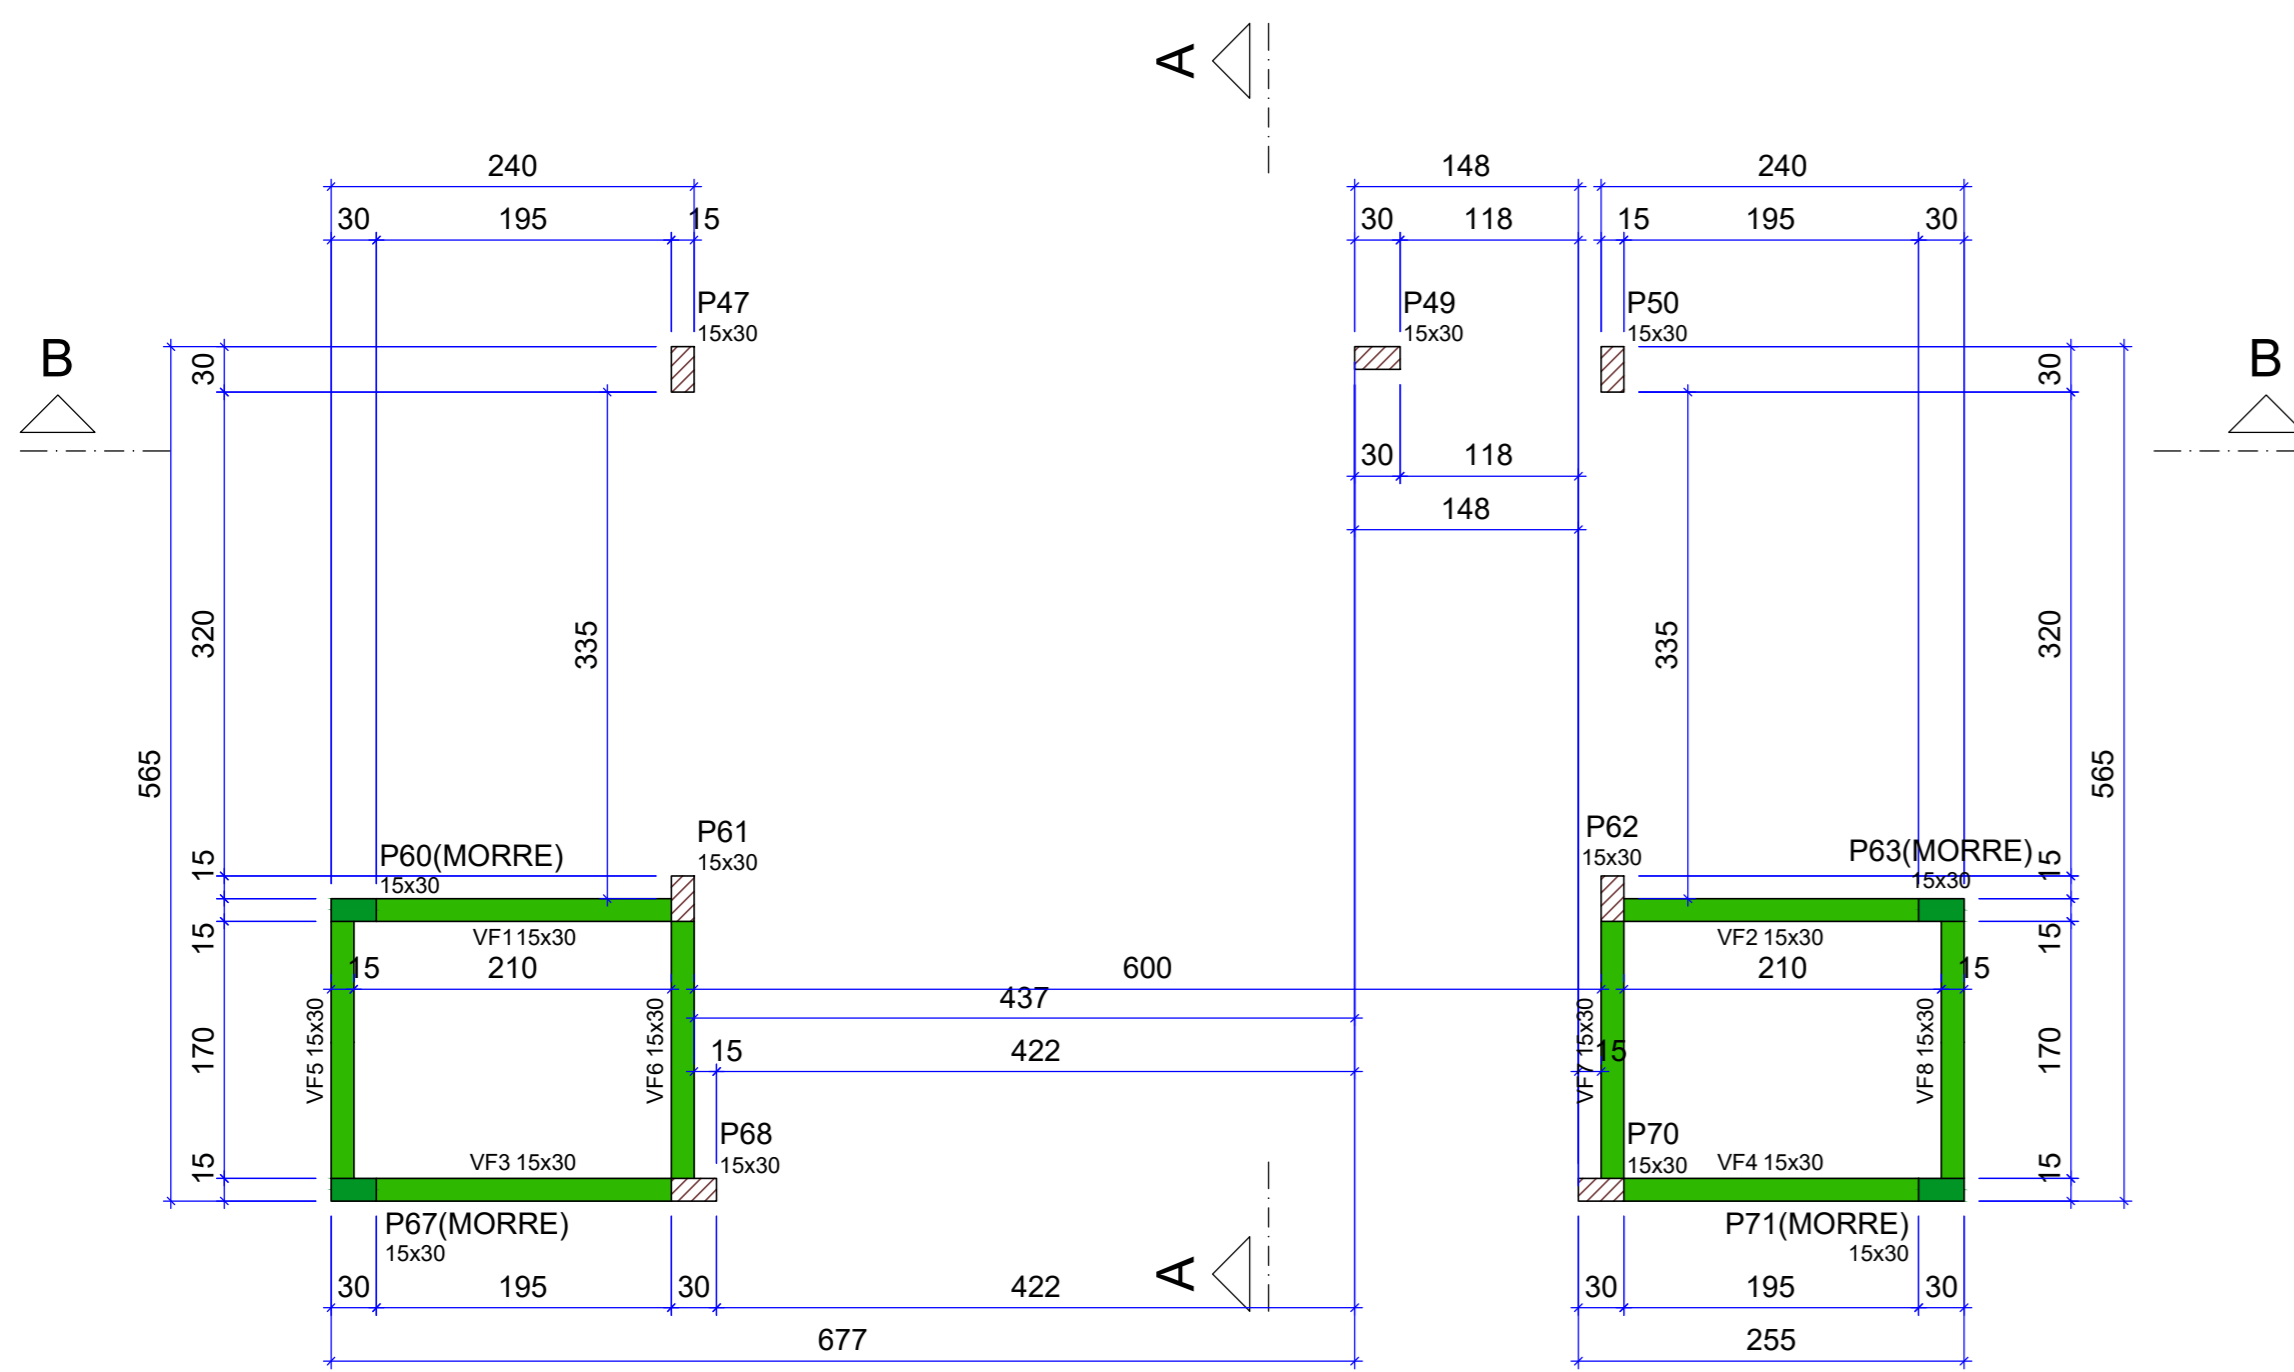 A
240
148
240
30 195 15
30 118
15 195 30
P47
15x30
P49
15x30
P50
15x30
B
B
30
30
30 118
148
320
335
335
320
565
565
P61
15x30
P62
15x30
P60(MORRE)
15x30
P63(MORRE)
15x30
15
15
15
15
VF1 15x30
VF2 15x30
15 210
600
210 15
437
VF5 15x30
VF6 15x30
VF7 15x30
VF8 15x30
170
15 422
15
170
P68
15x30
P70
15x30
VF3 15x30
VF4 15x30
15
15
P67(MORRE)
15x30
P71(MORRE)
15x30
A
30 195 30 422
30 195 30
677
255